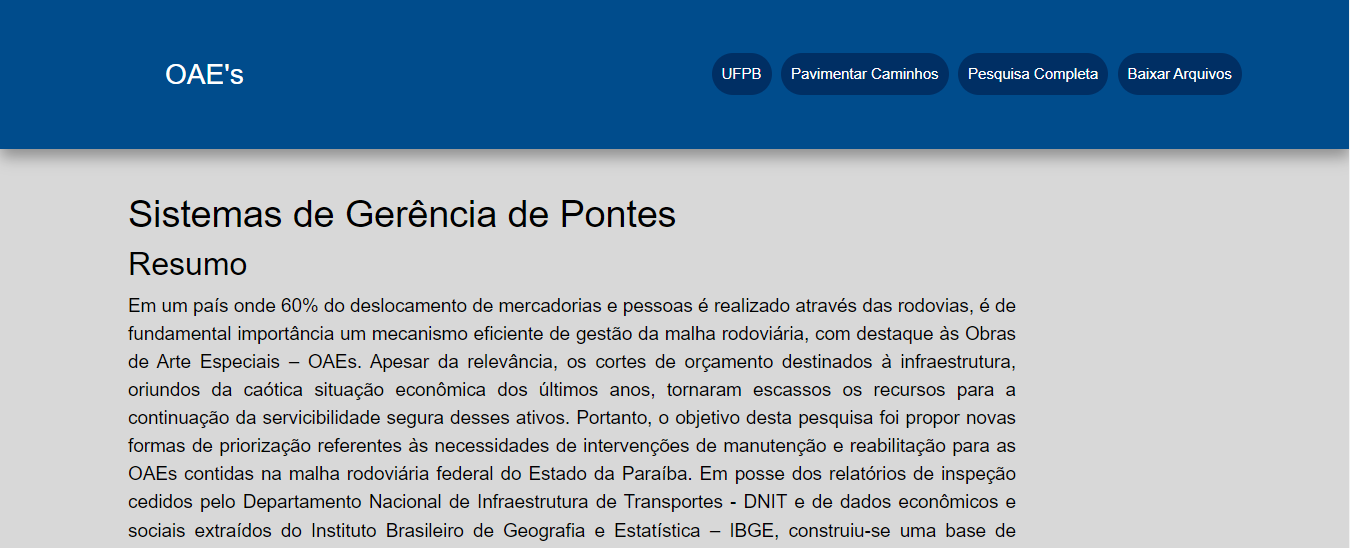 OAE's
UFPB
Pavimentar Caminhos
Pesquisa Completa
Baixar Arquivos
Sistemas de Gerência de Pontes
Resumo
Em um país onde 60% do deslocamento de mercadorias e pessoas é realizado através das rodovias, é de
fundamental importância um mecanismo eficiente de gestão da malha rodoviária, com destaque às Obras
de Arte Especiais – OAEs. Apesar da relevância, os cortes de orçamento destinados à infraestrutura,
oriundos da caótica situação econômica dos últimos anos, tornaram escassos os recursos para a
continuação da servicibilidade segura desses ativos. Portanto, o objetivo desta pesquisa foi propor novas
formas de priorização referentes às necessidades de intervenções de manutenção e reabilitação para as
OAEs contidas na malha rodoviária federal do Estado da Paraíba. Em posse dos relatórios de inspeção
cedidos pelo Departamento Nacional de Infraestrutura de Transportes - DNIT e de dados econômicos e
sociais extraídos do Instituto Brasileiro de Geografia e Estatística – IBGE, construiu-se uma base de